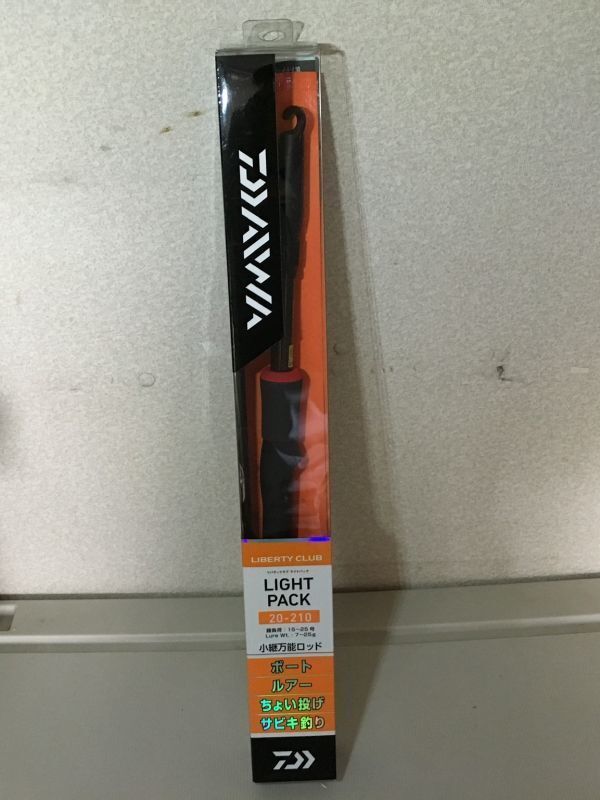 DAIWA
LIBERTY CLUB
リバティクラブ ライトパック
LIGHT
PACK
20-210
錘負荷：15～25号
Lure Wt.：7～25g
小継万能ロッド
ボート
ルアー
ちょい投げ
サビキ釣り